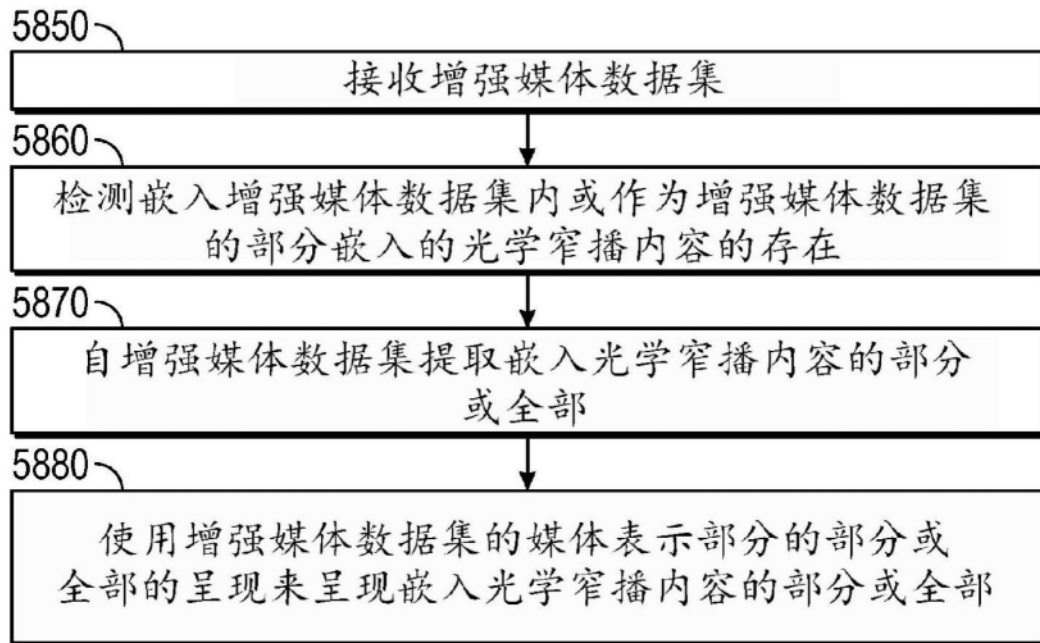 5850
接收增强媒体数据集
5860
检测嵌入增强媒体数据集内或作为增强媒体数据集
的部分嵌入的光学窄播内容的存在
5870
自增强媒体数据集提取嵌入光学窄播内容的部分
或全部
5880
使用增强媒体数据集的媒体表示部分的部分或
全部的呈现来呈现嵌入光学窄播内容的部分或全部